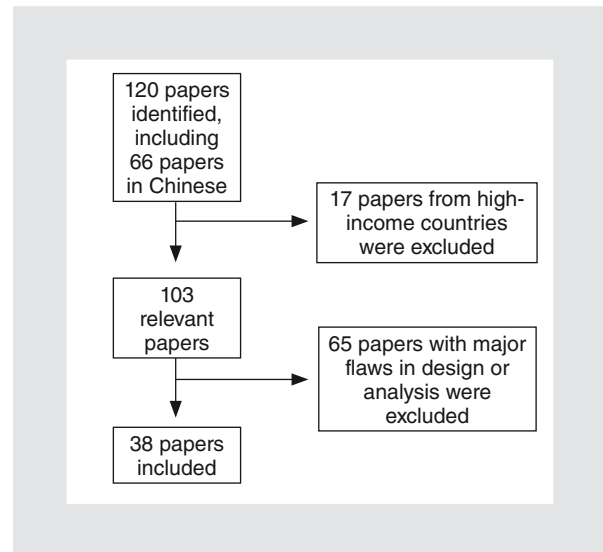 120 papers
identified,
including
66 papers
in Chinese
17 papers from high-
income countries
were excluded
103
relevant
papers
65 papers with major
flaws in design or
analysis were
excluded
38 papers
included